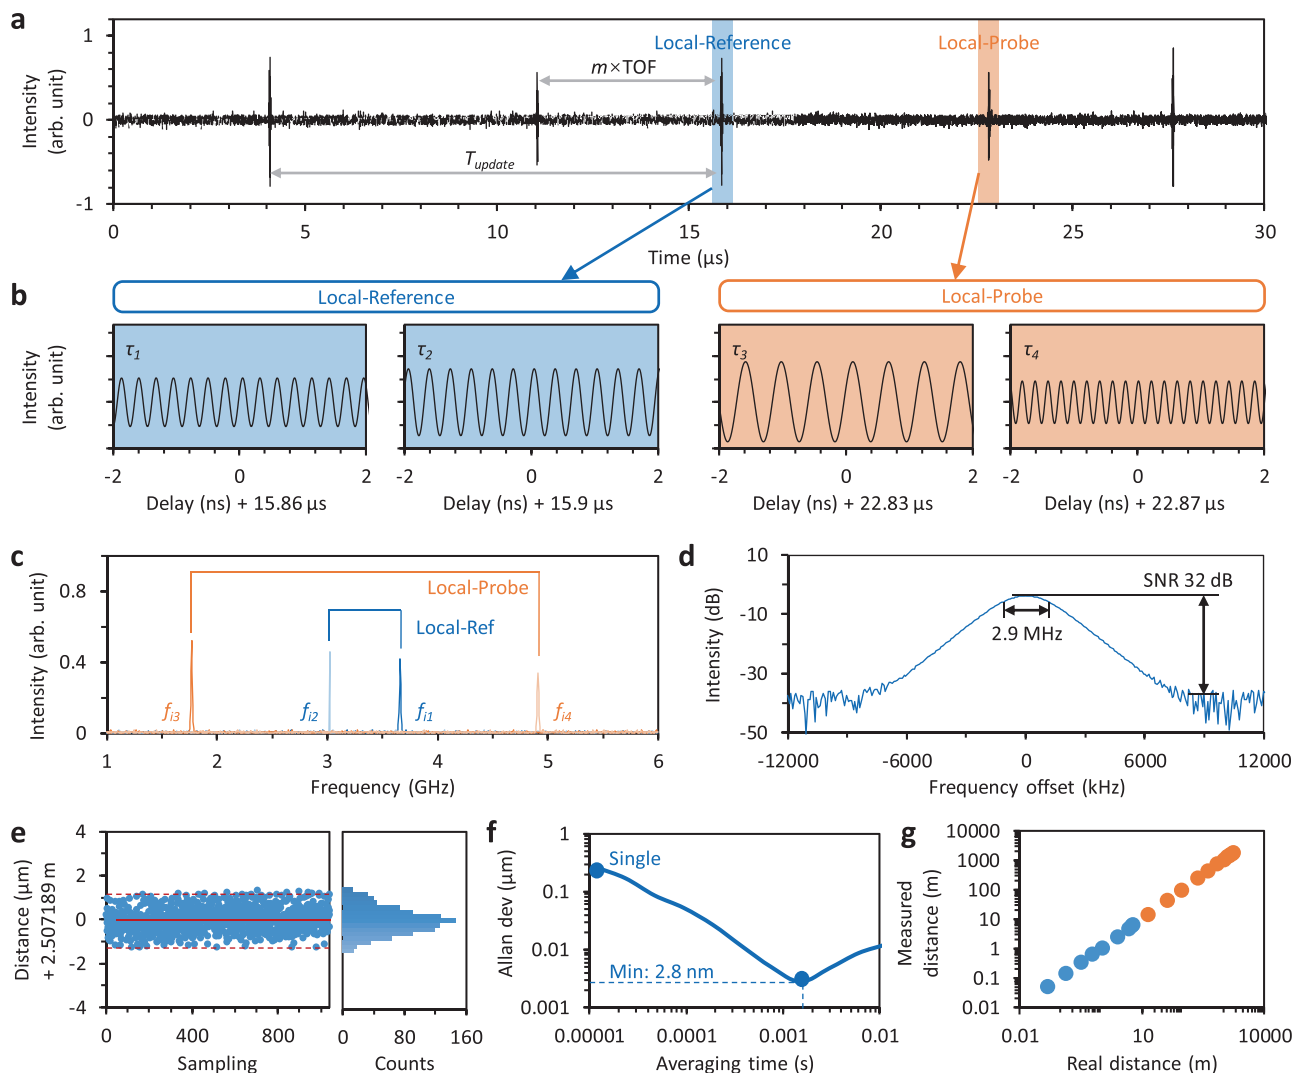 a
1
0
-1
Intensity
(arb. unit)
Local-Reference
Local-Probe
m×TOF
T_update
0 5 10 15 20 25 30
Time (µs)
b
Local-Reference
Local-Probe
Intensity
(arb. unit)
τ1
τ2
τ3
τ4
-2 0 2
-2 0 2
-2 0 2
-2 0 2
Delay (ns) + 15.86 µs
Delay (ns) + 15.9 µs
Delay (ns) + 22.83 µs
Delay (ns) + 22.87 µs
c
Intensity (arb. unit)
0.8
0.4
0
Local-Probe
Local-Ref
fi3
fi2
fi1
fi4
1 2 3 4 5 6
Frequency (GHz)
d
Intensity (dB)
10
-10
-30
-50
SNR 32 dB
2.9 MHz
-12000 -6000 0 6000 12000
Frequency offset (kHz)
e
Distance (µm)
+ 2.507189 m
4
2
0
-2
-4
0 400 800
Sampling
0 80 160
Counts
f
Allan dev (µm)
1
0.1
0.01
0.001
Single
Min: 2.8 nm
0.00001 0.0001 0.001 0.01
Averaging time (s)
g
Measured
distance (m)
10000
1000
100
10
1
0.1
0.01
0.01 10 10000
Real distance (m)